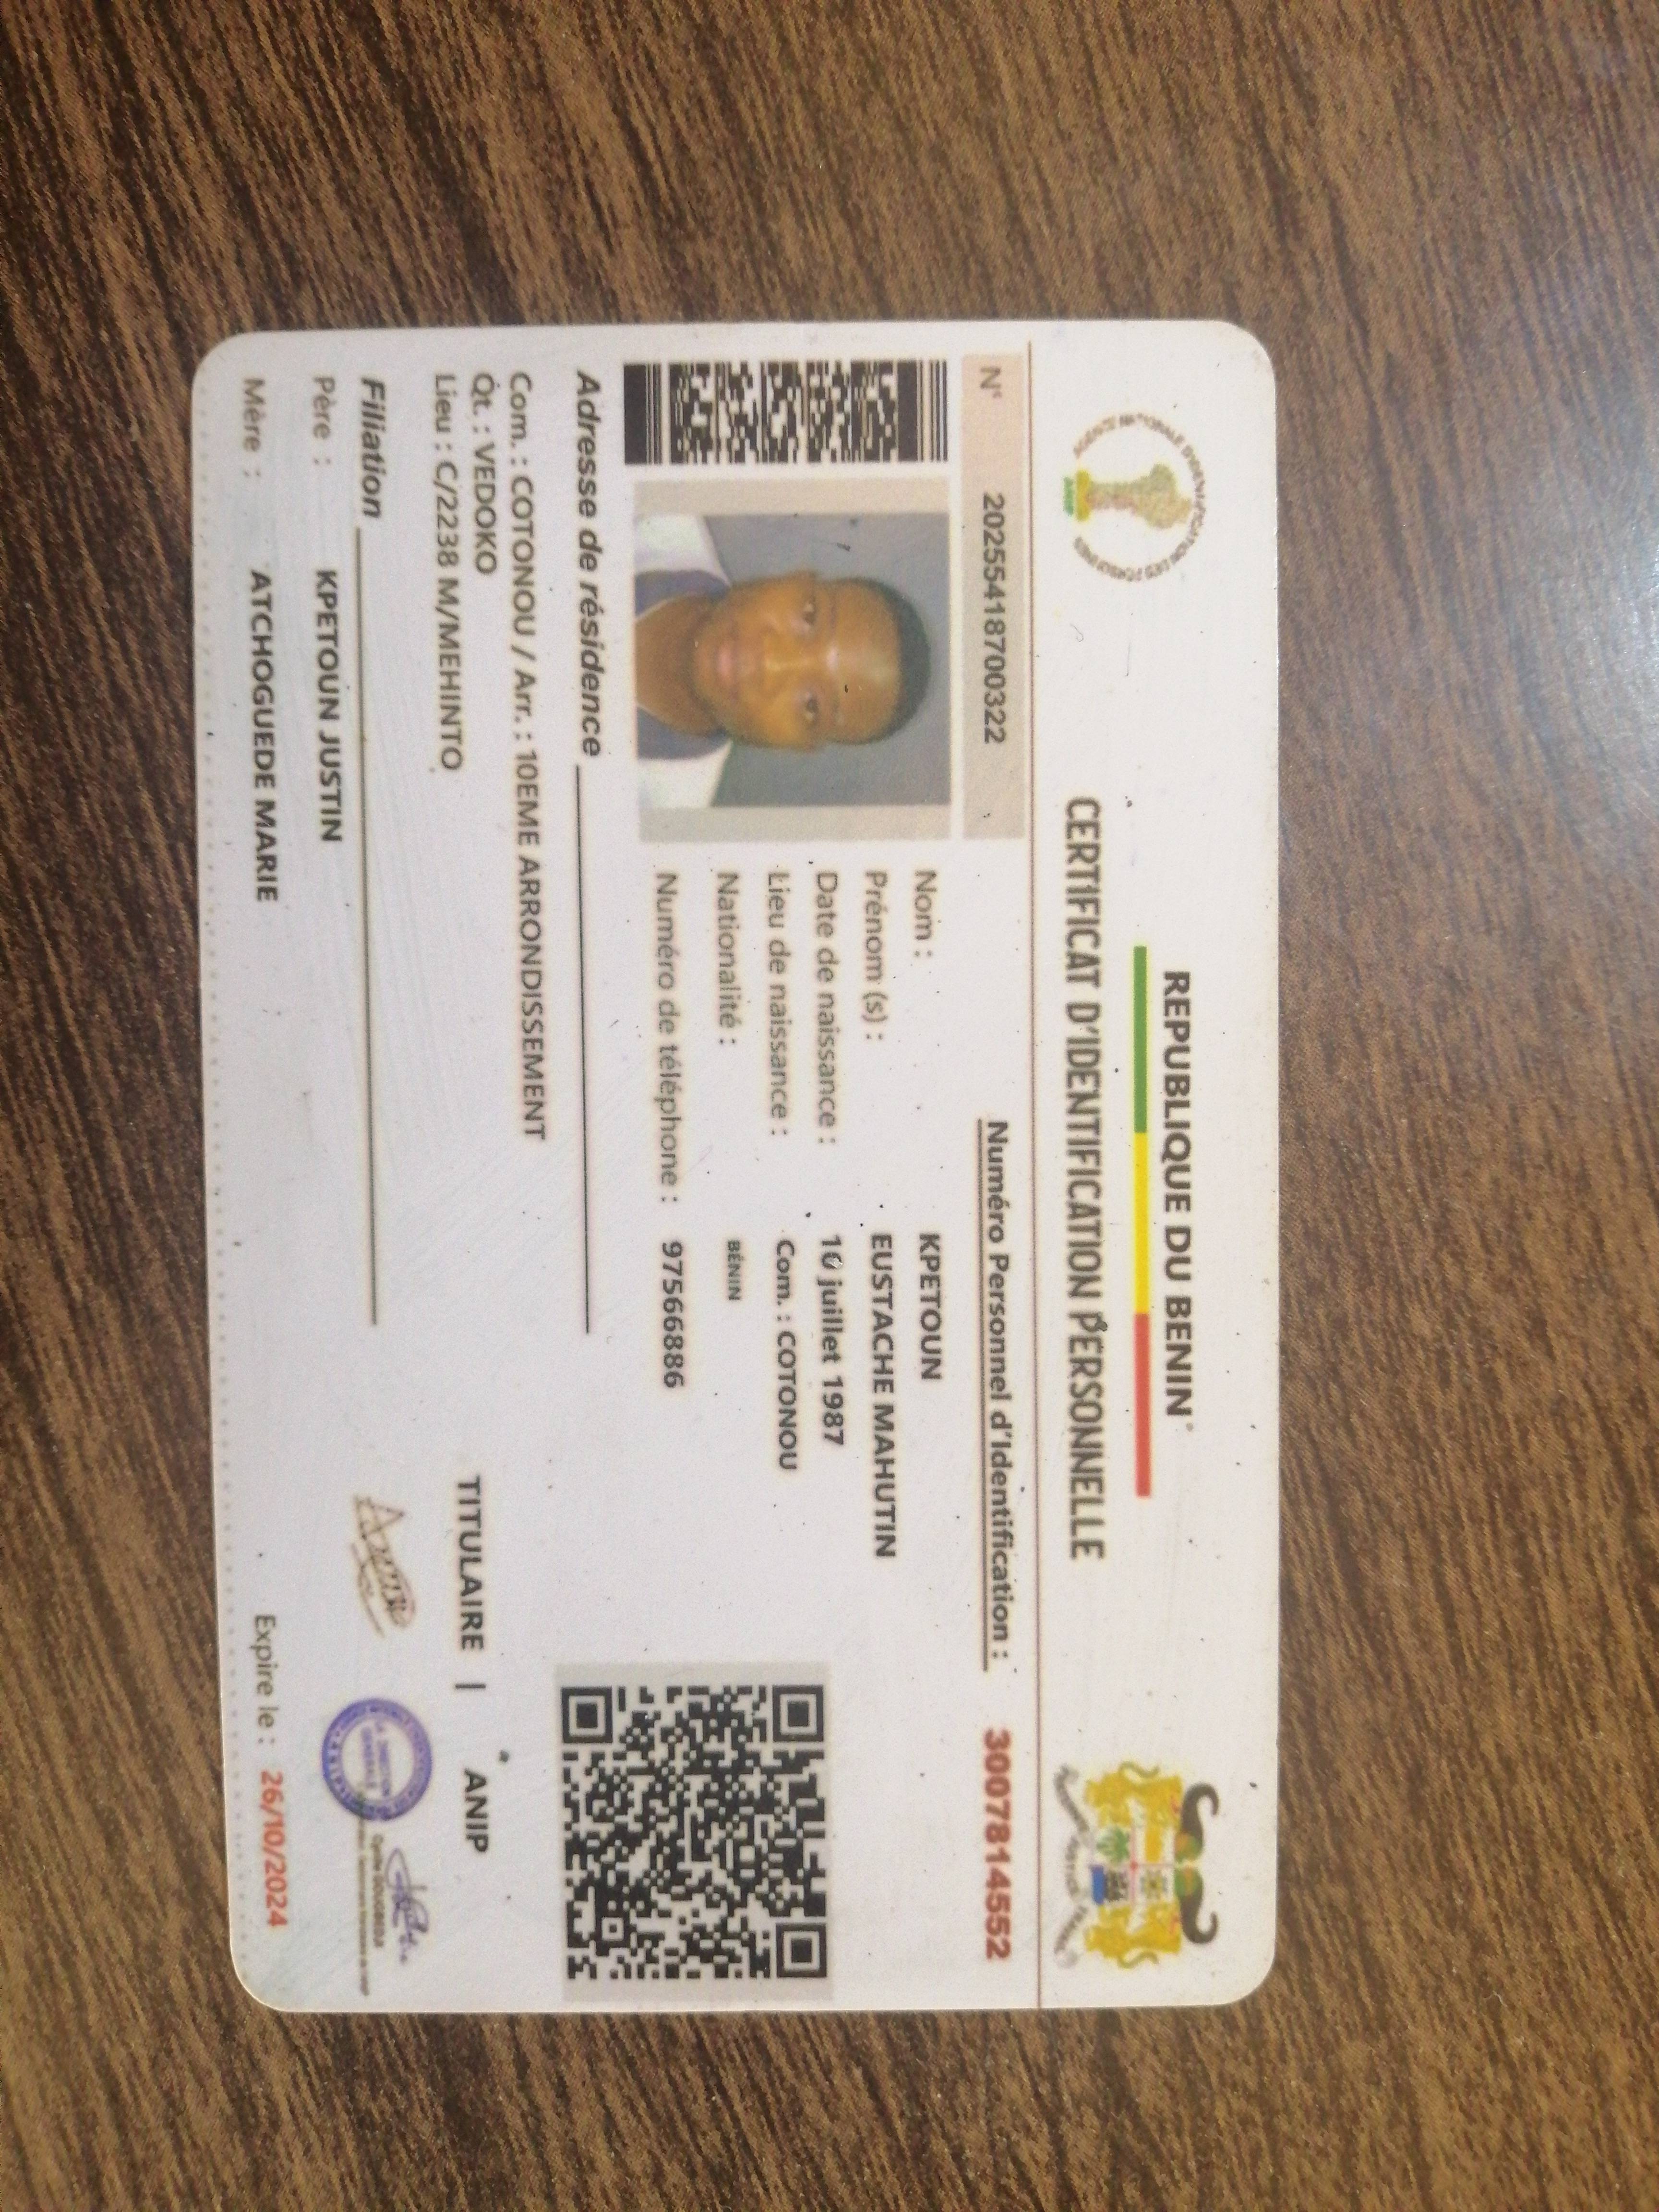 REPUBLIQUE DU BENIN
CERTIFICAT D'IDENTIFICATION PERSONNELLE
N° 20255418700322
Numéro Personnel d'Identification : 3007814552
Nom : KPETOUN
Prénom (s) : EUSTACHE MAHUTIN
Date de naissance : 10 juillet 1987
Lieu de naissance : Com. : COTONOU
Nationalité : BÉNIN
Numéro de téléphone : 97566886
Adresse de résidence
Com. : COTONOU / Arr. : 10EME ARRONDISSEMENT
Qt. : VEDOKO
Lieu : C/2238 M/MEHINTO
TITULAIRE | ANIP
Filiation
Père : KPETOUN JUSTIN
Mère : ATCHOGUEDE MARIE
Expire le : 26/10/2024